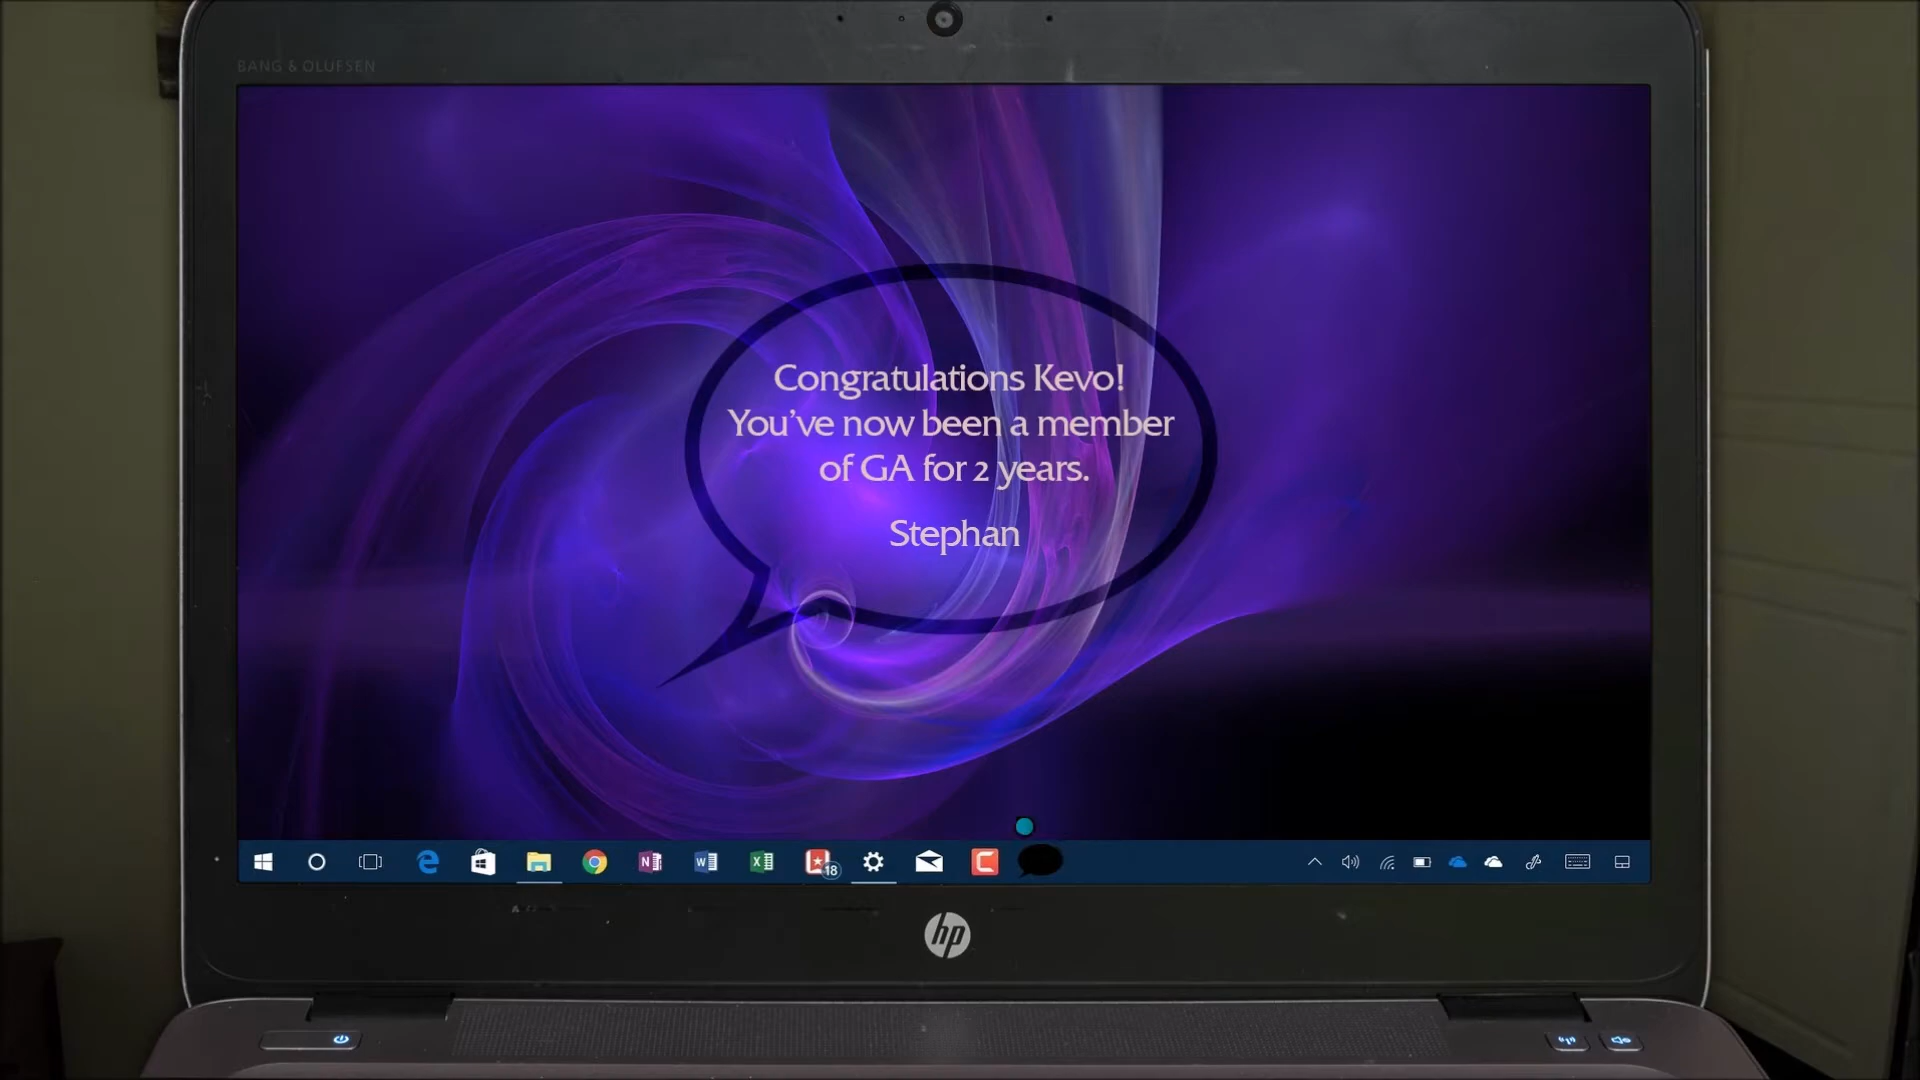 BANG & OLUFSEN
Congratulations Kevo!
You've now been a member
of GA for 2 years.
Stephan
18
hp